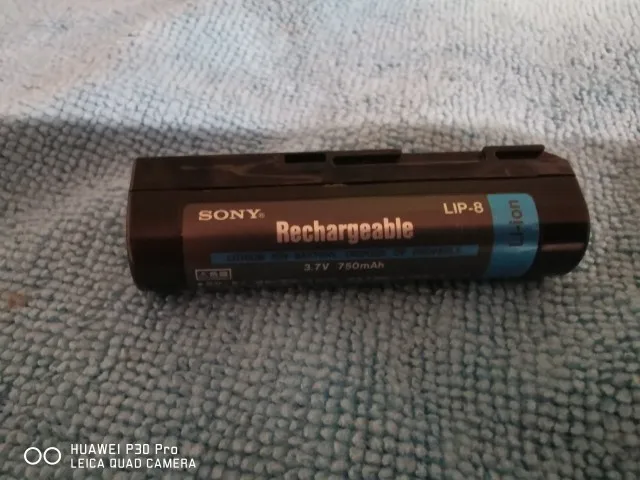 SONY®
LIP-8
Rechargeable
Li-ion
3.7V 750mAh
HUAWEI P30 Pro
LEICA QUAD CAMERA